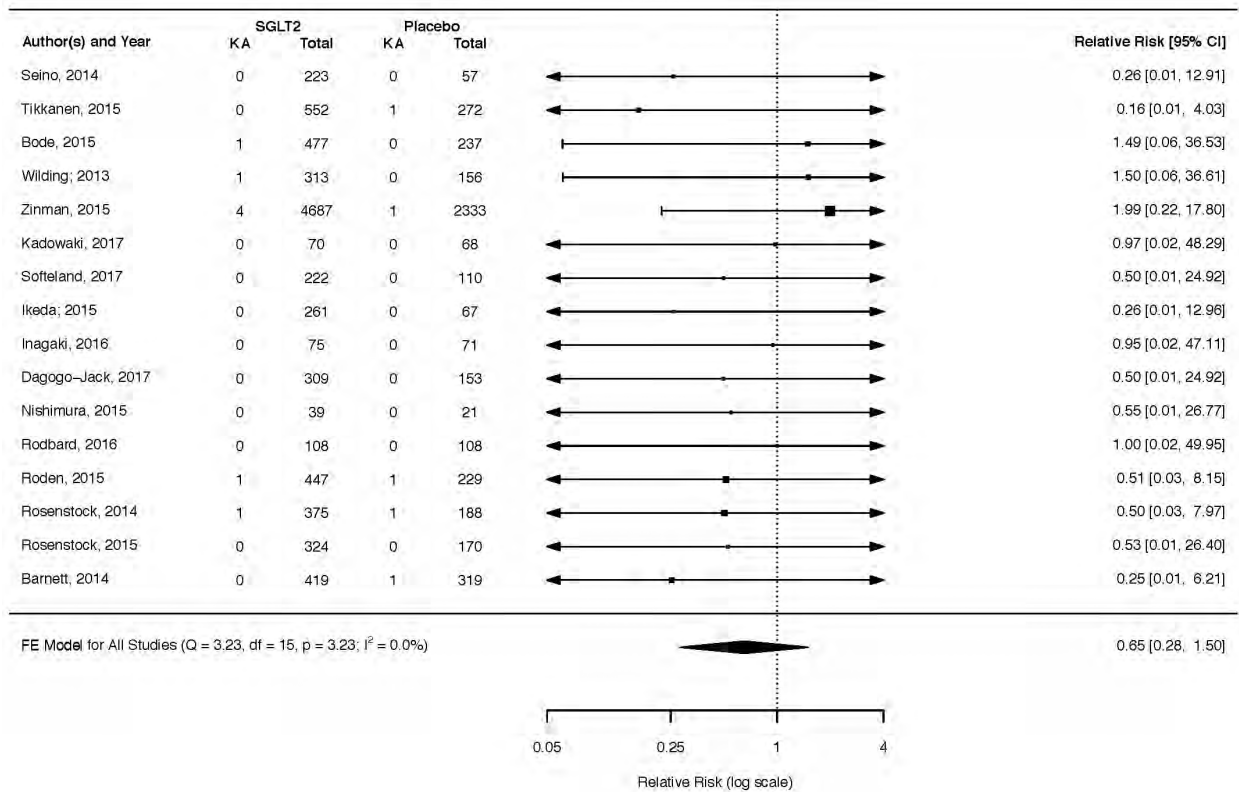 SGLT2 Placebo
Author(s) and Year KA Total KA Total Relative Risk [95% CI]
Seino, 2014 0 223 0 57 0.26 [0.01, 12.91]
Tikkanen, 2015 0 552 1 272 0.16 [0.01, 4.03]
Bode, 2015 1 477 0 237 1.49 [0.06, 36.53]
Wilding; 2013 1 313 0 156 1.50 [0.06, 36.61]
Zinman, 2015 4 4687 1 2333 1.99 [0.22, 17.80]
Kadowaki, 2017 0 70 0 68 0.97 [0.02, 48.29]
Softeland, 2017 0 222 0 110 0.50 [0.01, 24.92]
Ikeda; 2015 0 261 0 67 0.26 [0.01, 12.96]
Inagaki, 2016 0 75 0 71 0.95 [0.02, 47.11]
Dagogo–Jack, 2017 0 309 0 153 0.50 [0.01, 24.92]
Nishimura, 2015 0 39 0 21 0.55 [0.01, 26.77]
Rodbard, 2016 0 108 0 108 1.00 [0.02, 49.95]
Roden, 2015 1 447 1 229 0.51 [0.03, 8.15]
Rosenstock, 2014 1 375 1 188 0.50 [0.03, 7.97]
Rosenstock, 2015 0 324 0 170 0.53 [0.01, 26.40]
Barnett, 2014 0 419 1 319 0.25 [0.01, 6.21]
FE Model for All Studies (Q = 3.23, df = 15, p = 3.23; I² = 0.0%) 0.65 [0.28, 1.50]
0.05 0.25 1 4
Relative Risk (log scale)